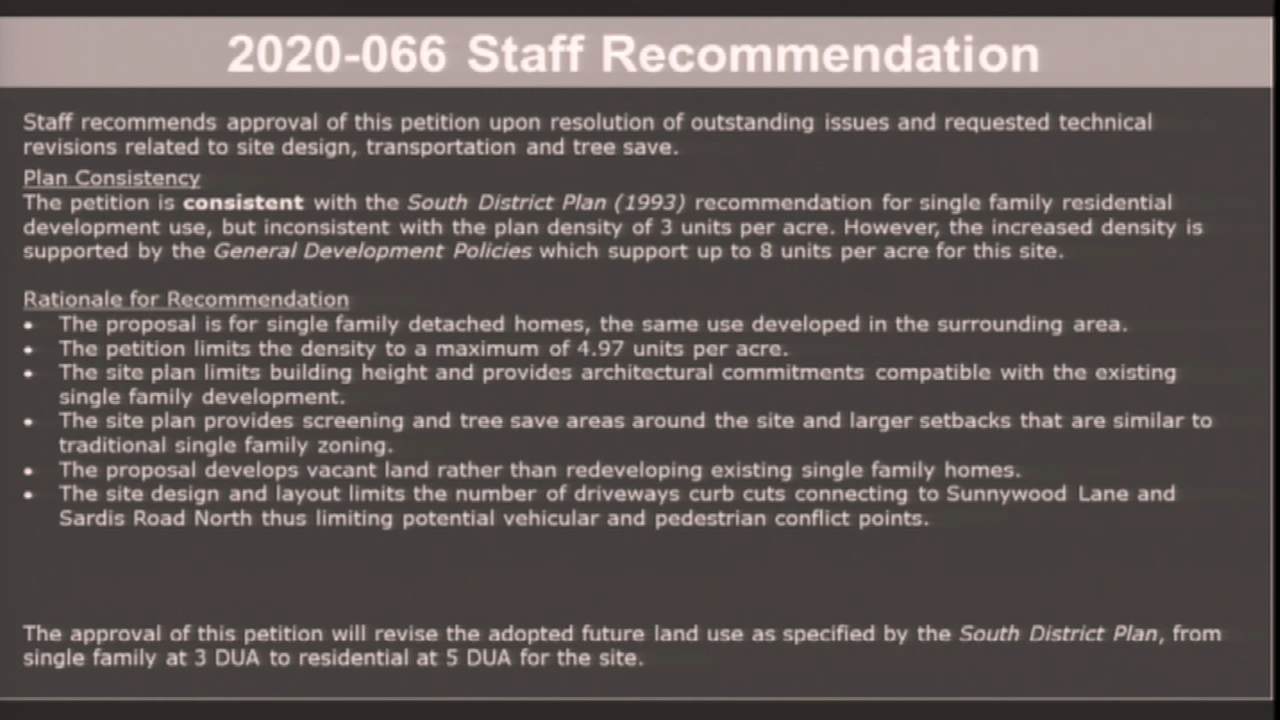 2020-066 Staff Recommendation
Staff recommends approval of this petition upon resolution of outstanding issues and requested technical
revisions related to site design, transportation and tree save.
Plan Consistency
The petition is consistent with the South District Plan (1993) recommendation for single family residential
development use, but inconsistent with the plan density of 3 units per acre. However, the increased density is
supported by the General Development Policies which support up to 8 units per acre for this site.
Rationale for Recommendation
• The proposal is for single family detached homes, the same use developed in the surrounding area.
• The petition limits the density to a maximum of 4.97 units per acre.
• The site plan limits building height and provides architectural commitments compatible with the existing
single family development.
• The site plan provides screening and tree save areas around the site and larger setbacks that are similar to
traditional single family zoning.
• The proposal develops vacant land rather than redeveloping existing single family homes.
• The site design and layout limits the number of driveways curb cuts connecting to Sunnywood Lane and
Sardis Road North thus limiting potential vehicular and pedestrian conflict points.
The approval of this petition will revise the adopted future land use as specified by the South District Plan, from
single family at 3 DUA to residential at 5 DUA for the site.